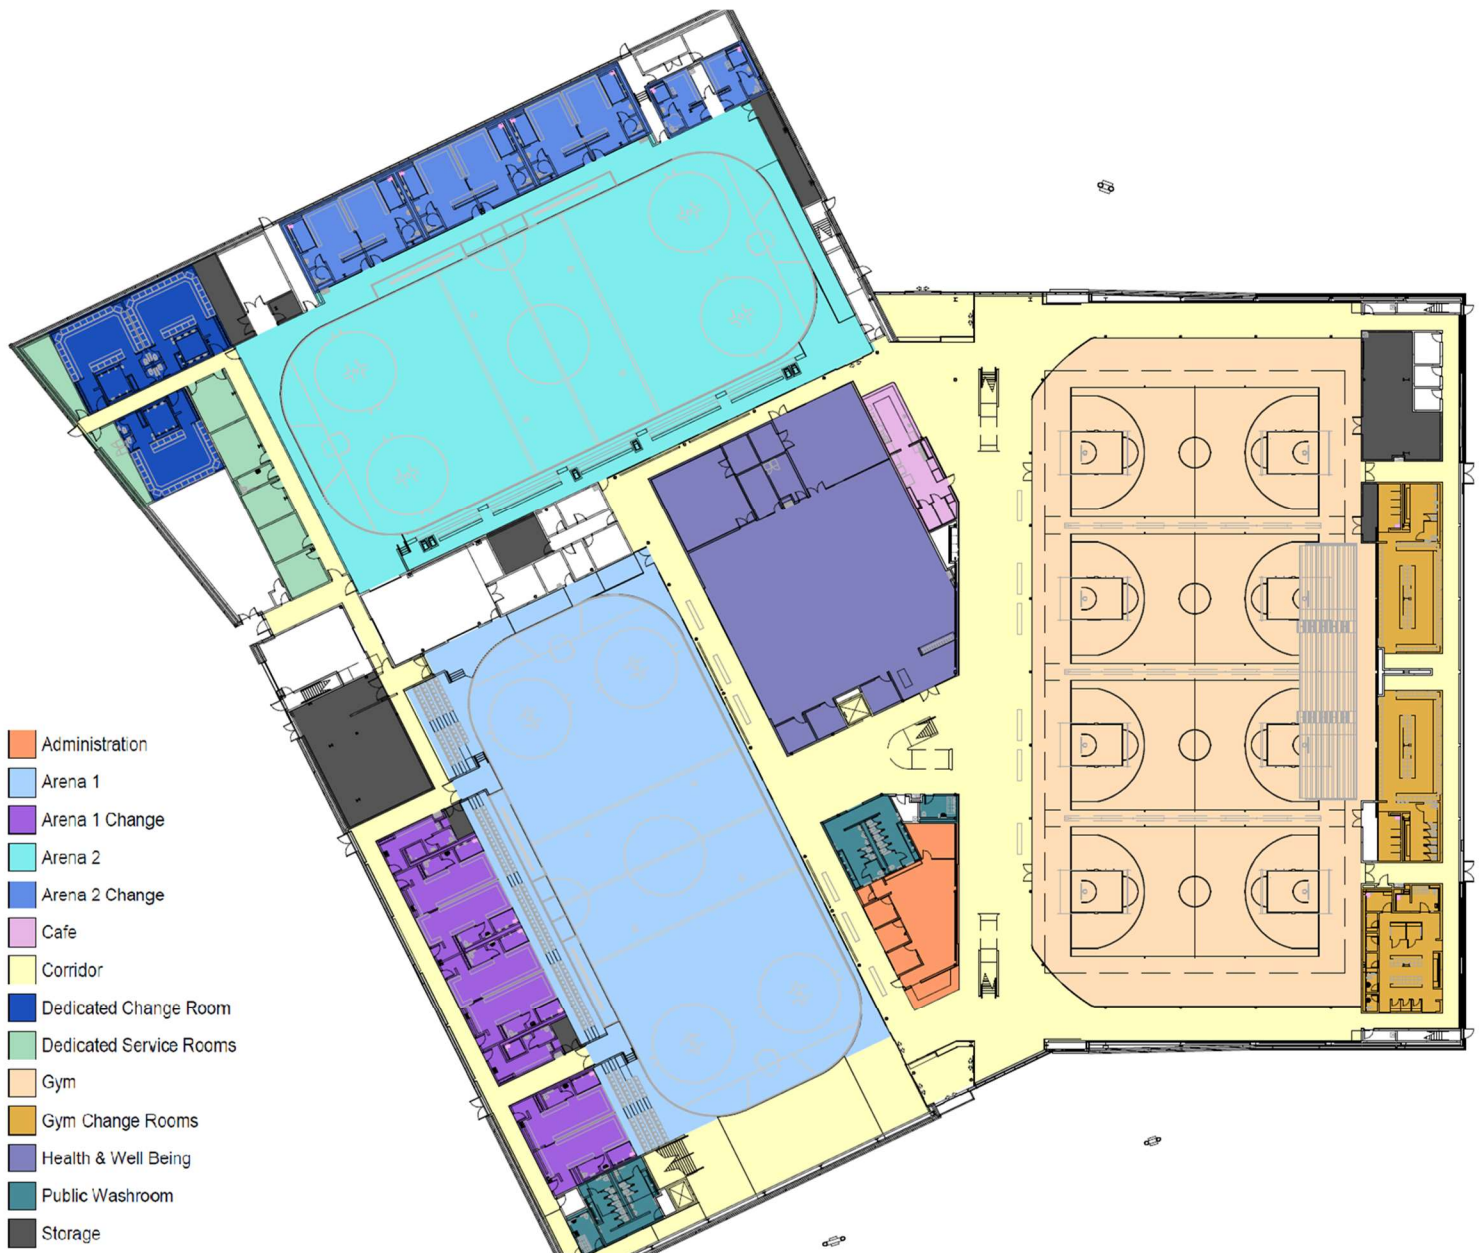 Administration
Arena 1
Arena 1 Change
Arena 2
Arena 2 Change
Cafe
Corridor
Dedicated Change Room
Dedicated Service Rooms
Gym
Gym Change Rooms
Health & Well Being
Public Washroom
Storage